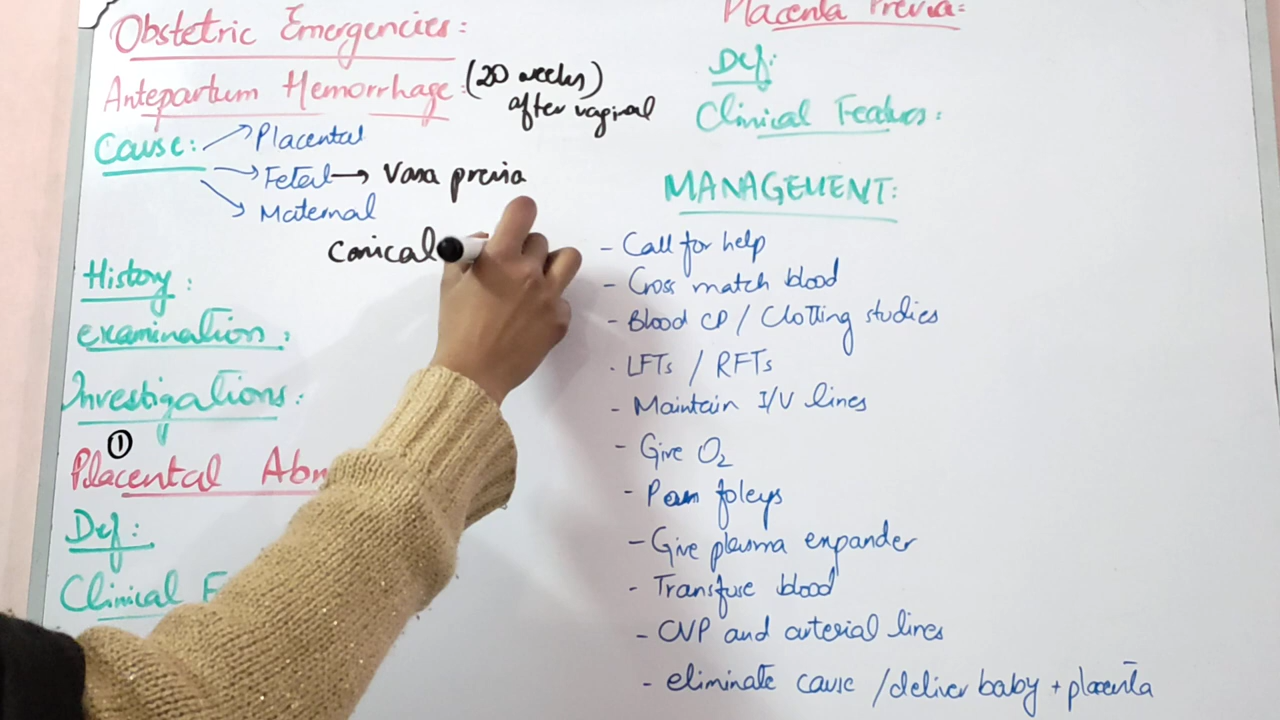 Obstetric Emergencies:
Antepartum Hemorrhage: (20 weeks)
after vaginal
Cause: Placental
Fetal → Vasa previa
Maternal
Cervical
History:
examination:
Investigations:
①
Placental Ab
Def:
Clinical F
Placenta Previa:
Def:
Clinical Features:
MANAGEMENT:
- Call for help
- Cross match blood
- Blood CP / Clotting studies
- LFTs / RFTs
- Maintain I/V lines
- Give O2
- Pass foleys
- Give plasma expander
- Transfuse blood
- CVP and arterial lines
- eliminate cause / deliver baby + placenta